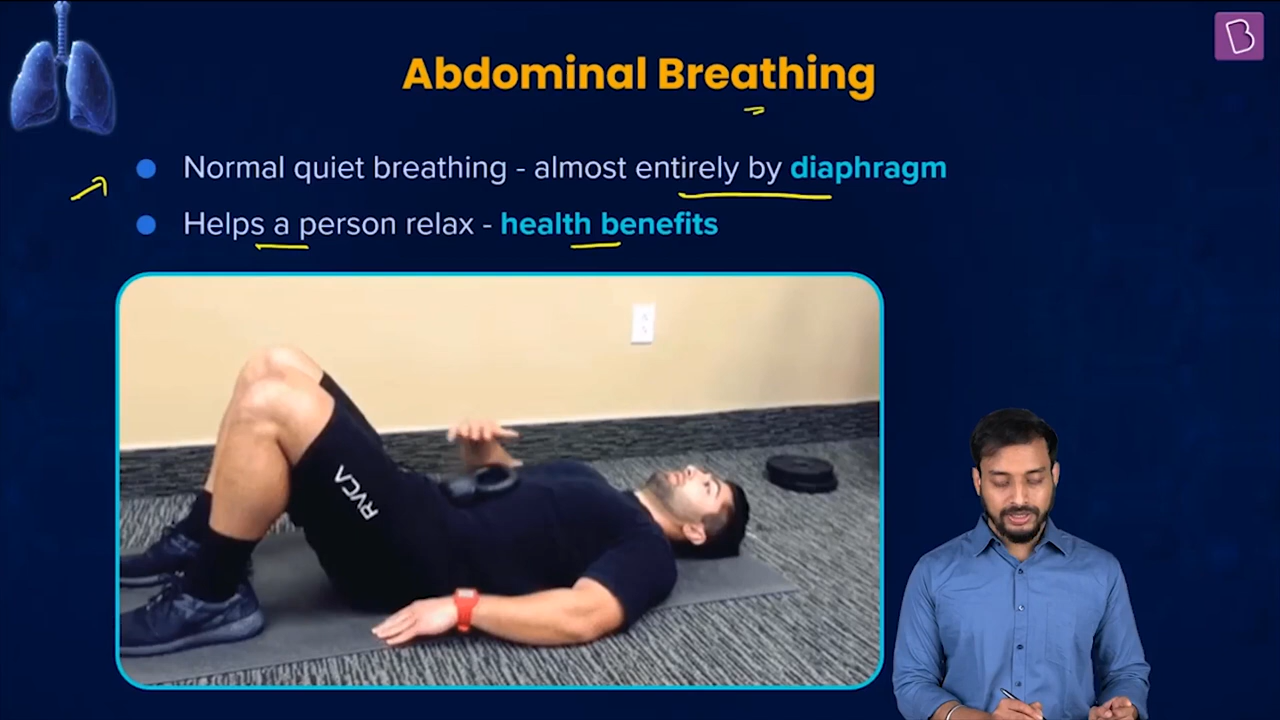 Abdominal Breathing
Normal quiet breathing - almost entirely by diaphragm
Helps a person relax - health benefits
RVCA
B